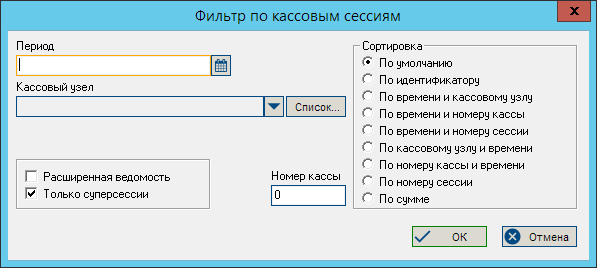 Фильтр по кассовым сессиям
Период
Кассовый узел
Список...
Расширенная ведомость
Только суперсессии
Номер кассы
0
Сортировка
По умолчанию
По идентификатору
По времени и кассовому узлу
По времени и номеру кассы
По времени и номеру сессии
По кассовому узлу и времени
По номеру кассы и времени
По номеру сессии
По сумме
ОК
Отмена